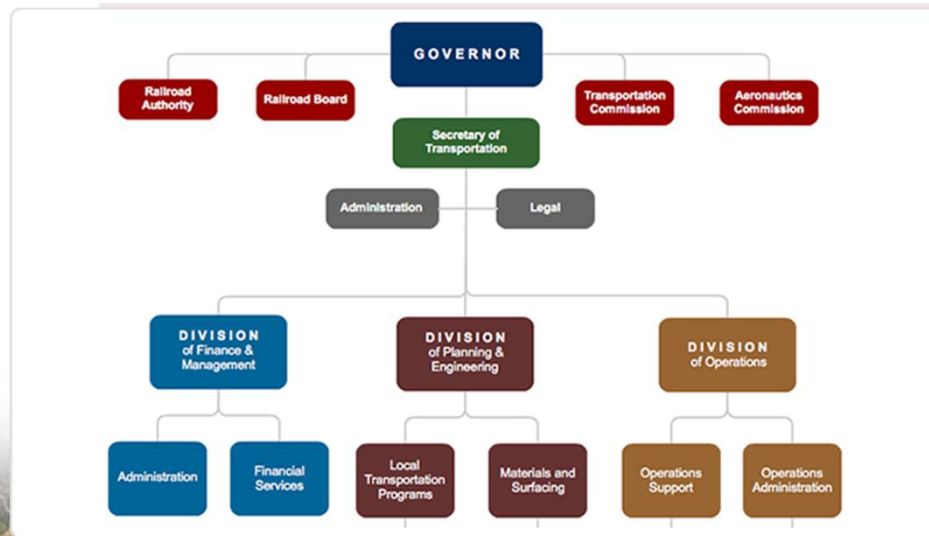 GOVERNOR
Railroad
Authority
Railroad Board
Transportation
Commission
Aeronautics
Commission
Secretary of
Transportation
Administration
Legal
DIVISION
of Finance &
Management
DIVISION
of Planning &
Engineering
DIVISION
of Operations
Administration
Financial
Services
Local
Transportation
Programs
Materials and
Surfacing
Operations
Support
Operations
Administration